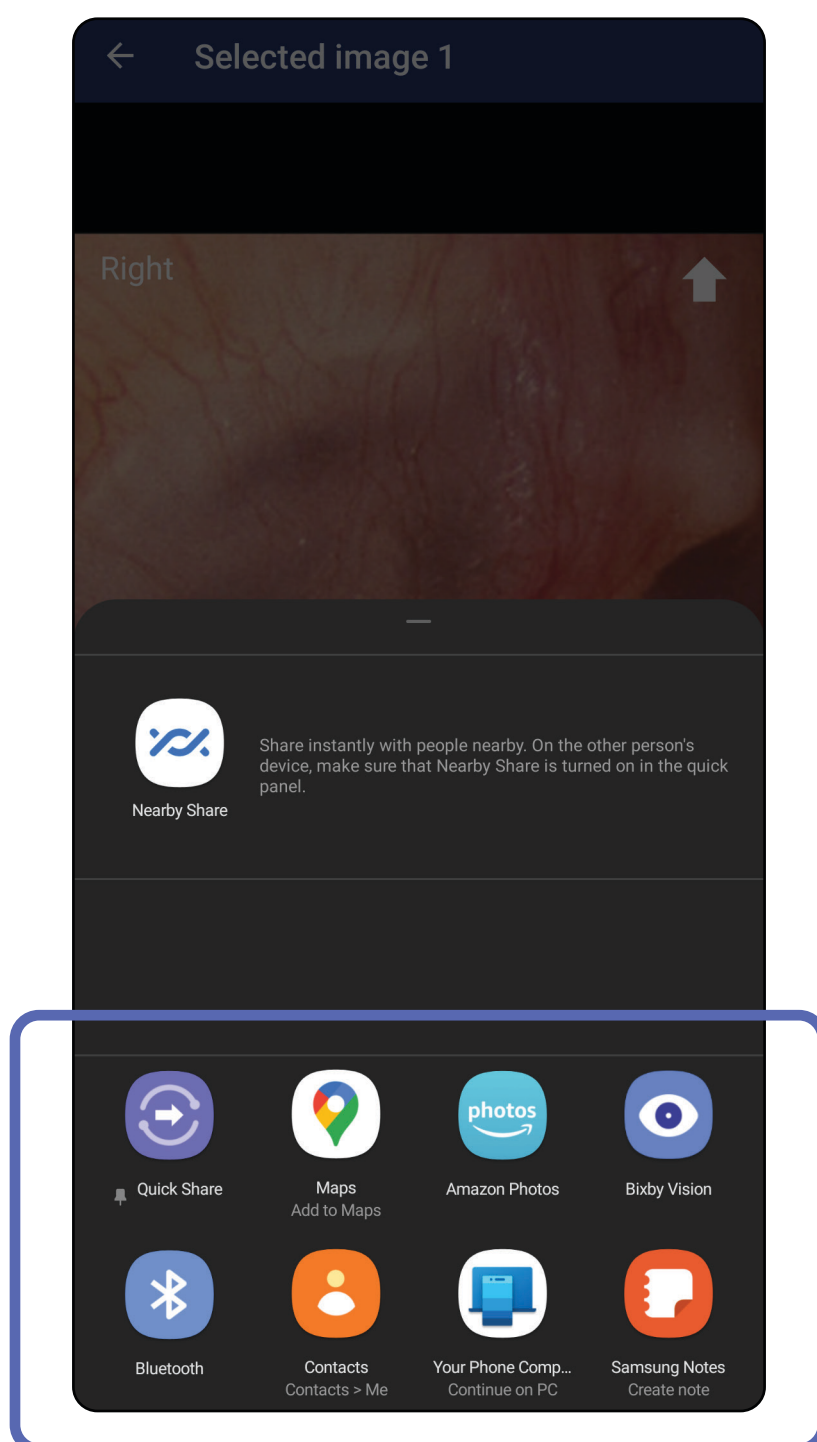 Selected image 1
Right
Nearby Share
Share instantly with people nearby. On the other person's
device, make sure that Nearby Share is turned on in the quick
panel.
Quick Share
Maps
Add to Maps
photos
Amazon Photos
Bixby Vision
Bluetooth
Contacts
Contacts > Me
Your Phone Comp...
Continue on PC
Samsung Notes
Create note